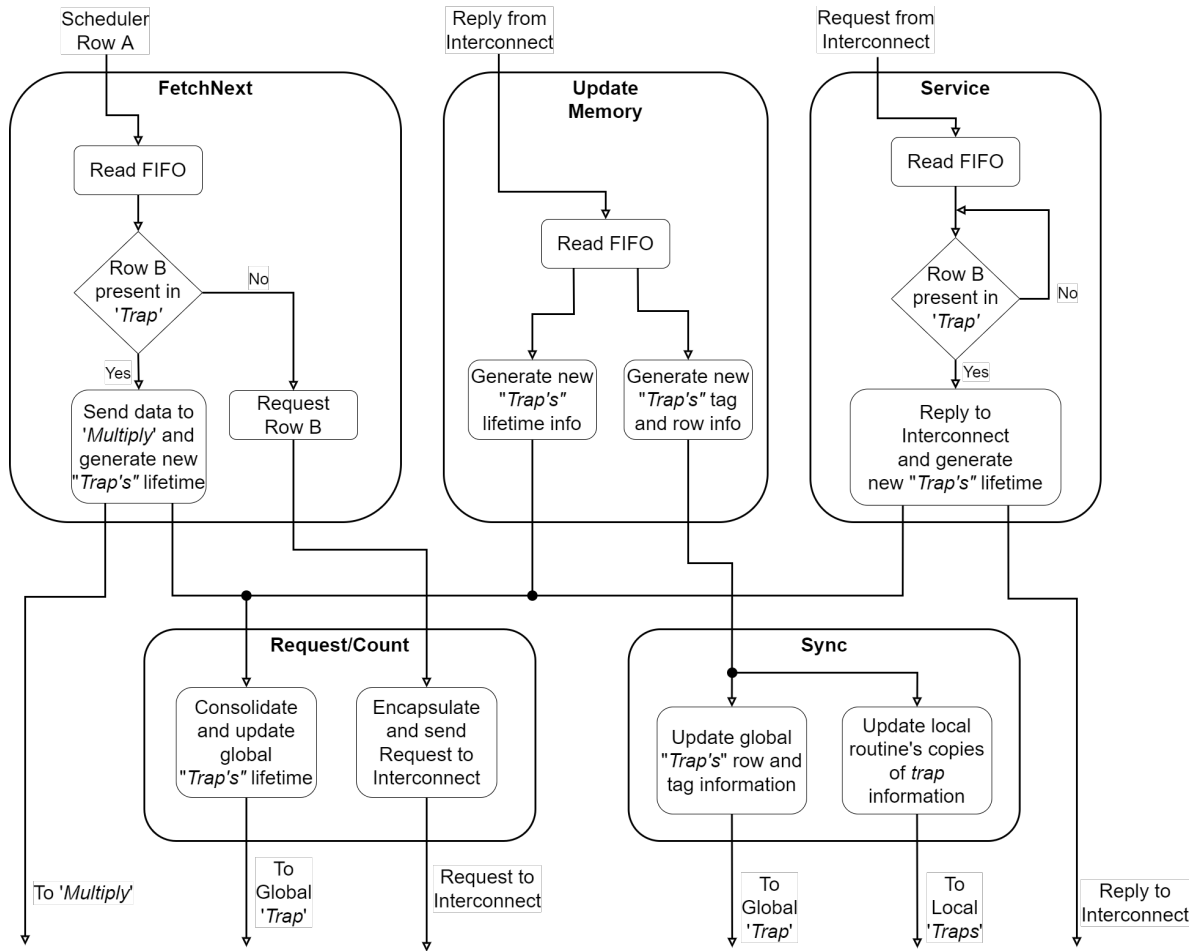 Scheduler
Row A
Reply from
Interconnect
Request from
Interconnect
FetchNext
Read FIFO
Row B
present in
'Trap'
No
Yes
Send data to
'Multiply' and
generate new
"Trap's" lifetime
Request
Row B
Update
Memory
Read FIFO
Generate new
"Trap's"
lifetime info
Generate new
"Trap's" tag
and row info
Service
Read FIFO
Row B
present in
'Trap'
No
Yes
Reply to
Interconnect
and generate
new "Trap's" lifetime
Request/Count
Consolidate
and update
global
"Trap's" lifetime
Encapsulate
and send
Request to
Interconnect
Sync
Update global
"Trap's" row and
tag information
Update local
routine's copies
of trap
information
To 'Multiply'
To
Global
'Trap'
Request to
Interconnect
To
Global
'Trap'
To
Local
'Traps'
Reply to
Interconnect